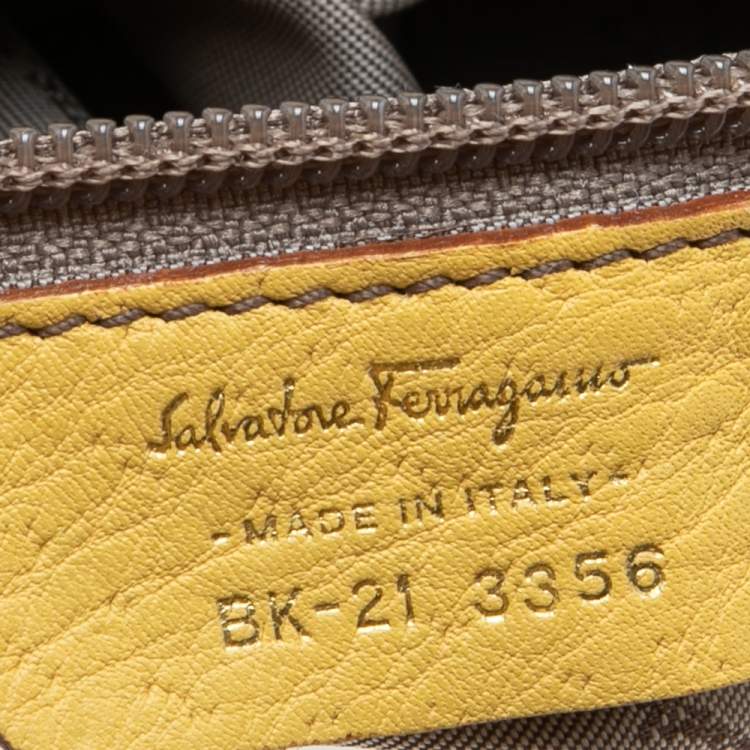 Salvatore Ferragamo
-MADE IN ITALY-
BK-21 3356